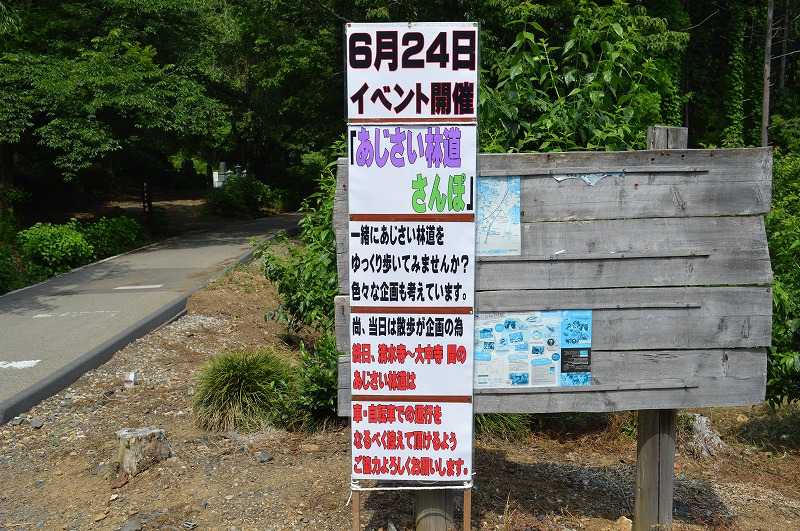 6月24日
イベント開催
「あじさい林道
さんぽ」
一緒にあじさい林道を
ゆっくり歩いてみませんか？
色々な企画も考えています。
尚、当日は散歩が企画の為
終日、清水寺～大中寺 間の
あじさい林道は
車・自転車での運行を
なるべく控えて頂けるよう
ご協力よろしくお願いします。